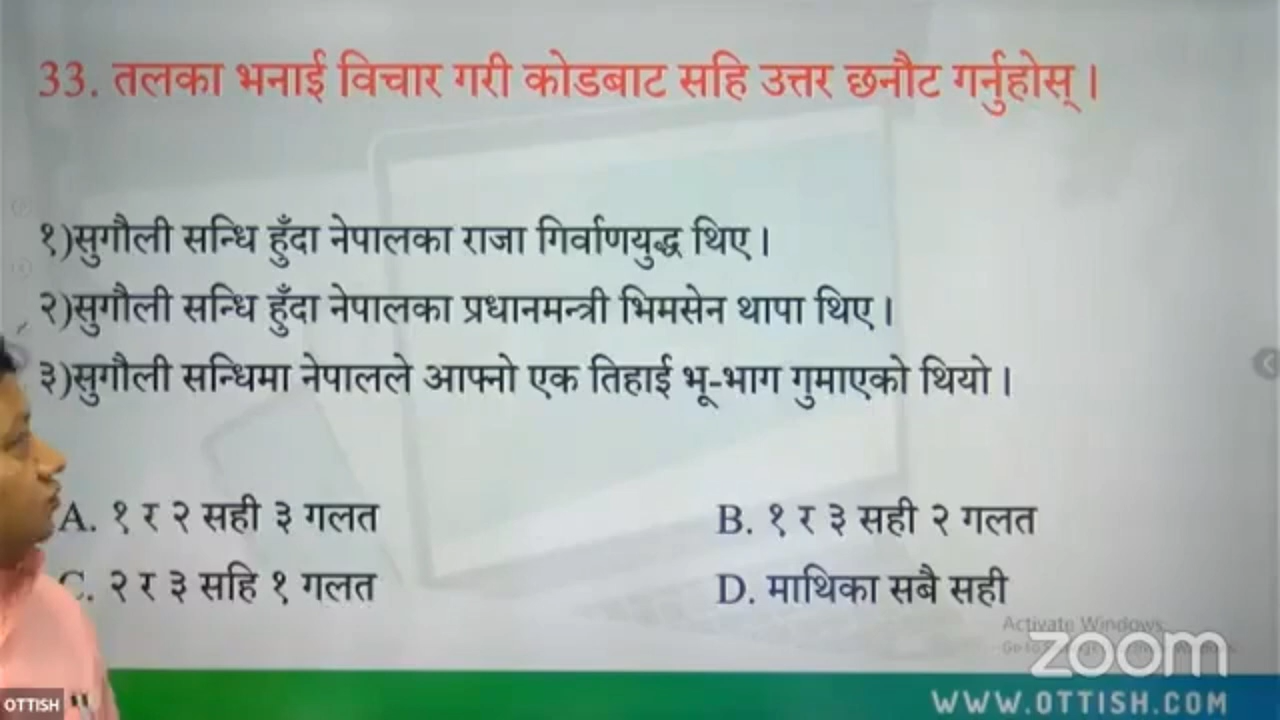 33. तलका भनाई विचार गरी कोडबाट सहि उत्तर छनौट गर्नुहोस् ।
१)सुगौली सन्धि हुँदा नेपालका राजा गिर्वाणयुद्ध थिए ।
२)सुगौली सन्धि हुँदा नेपालका प्रधानमन्त्री भिमसेन थापा थिए ।
३)सुगौली सन्धिमा नेपालले आफ्नो एक तिहाई भू-भाग गुमाएको थियो ।
A. १ र २ सही ३ गलत
B. १ र ३ सही २ गलत
C. २ र ३ सहि १ गलत
D. माथिका सबै सही
Activate Windows
zoom
OTTISH
WWW.OTTISH.COM